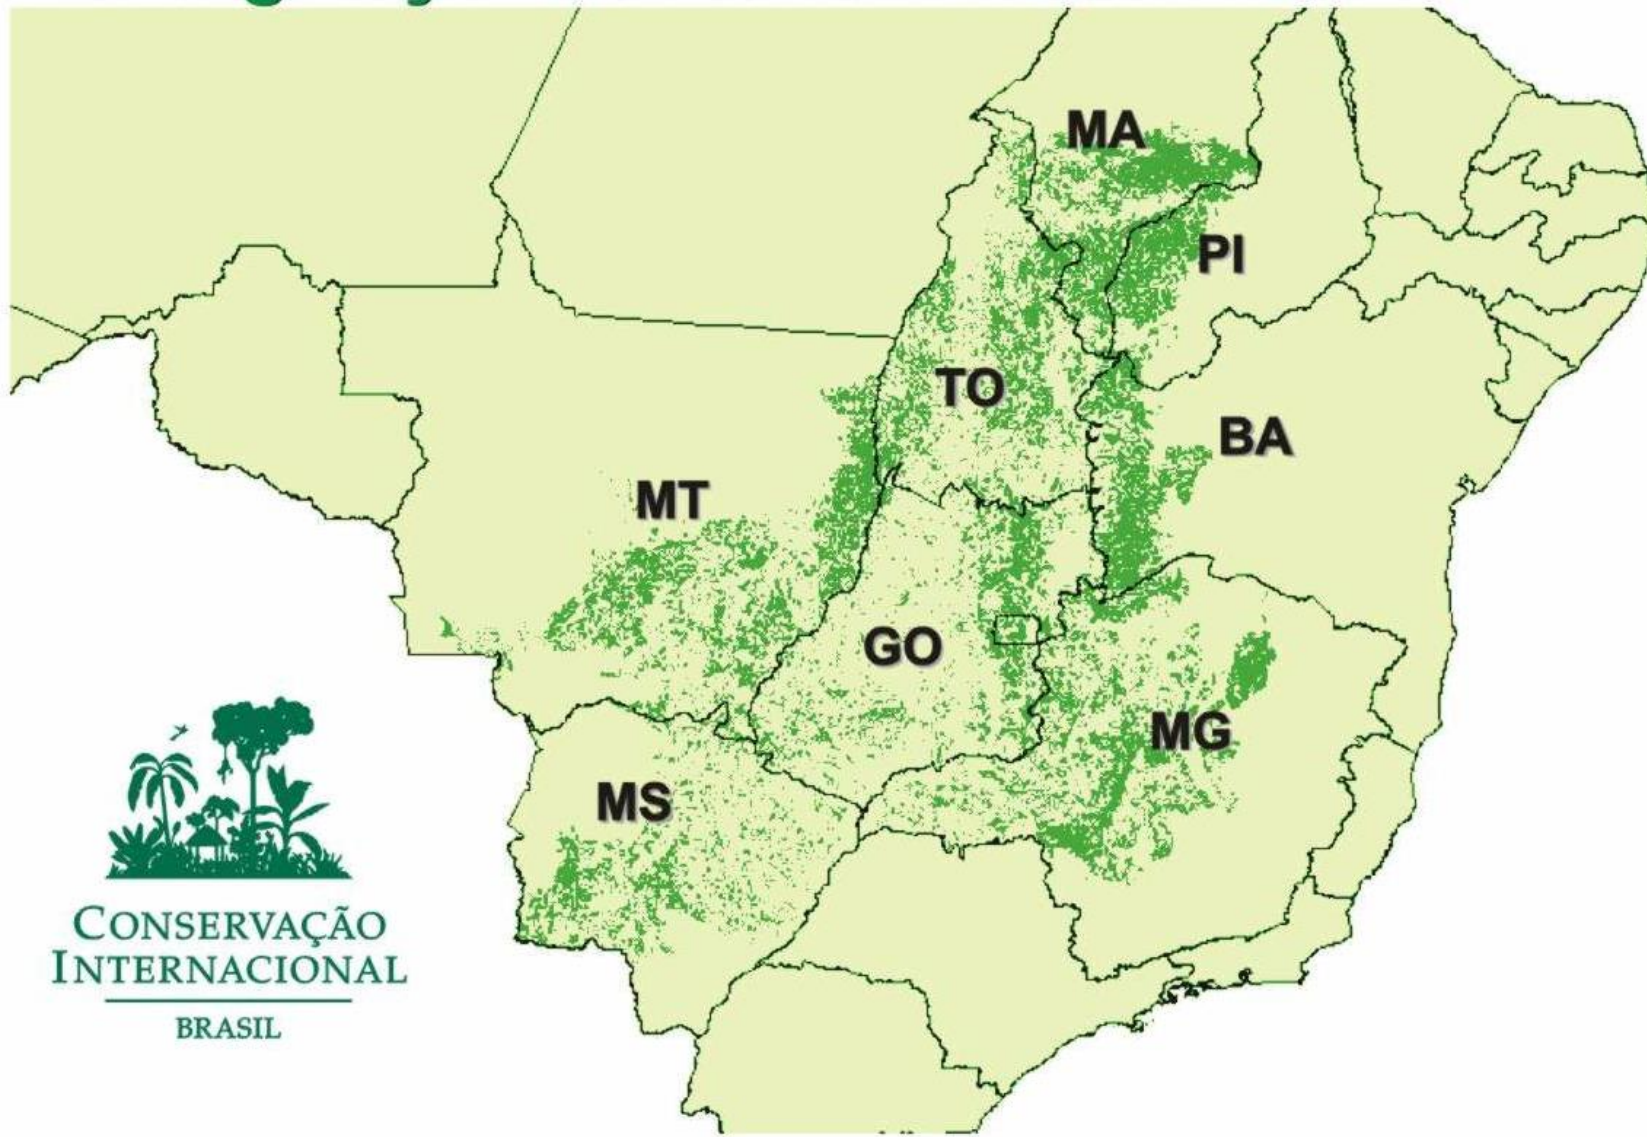 MA
PI
TO
BA
MT
GO
MG
MS
CONSERVAÇÃO
INTERNACIONAL
BRASIL